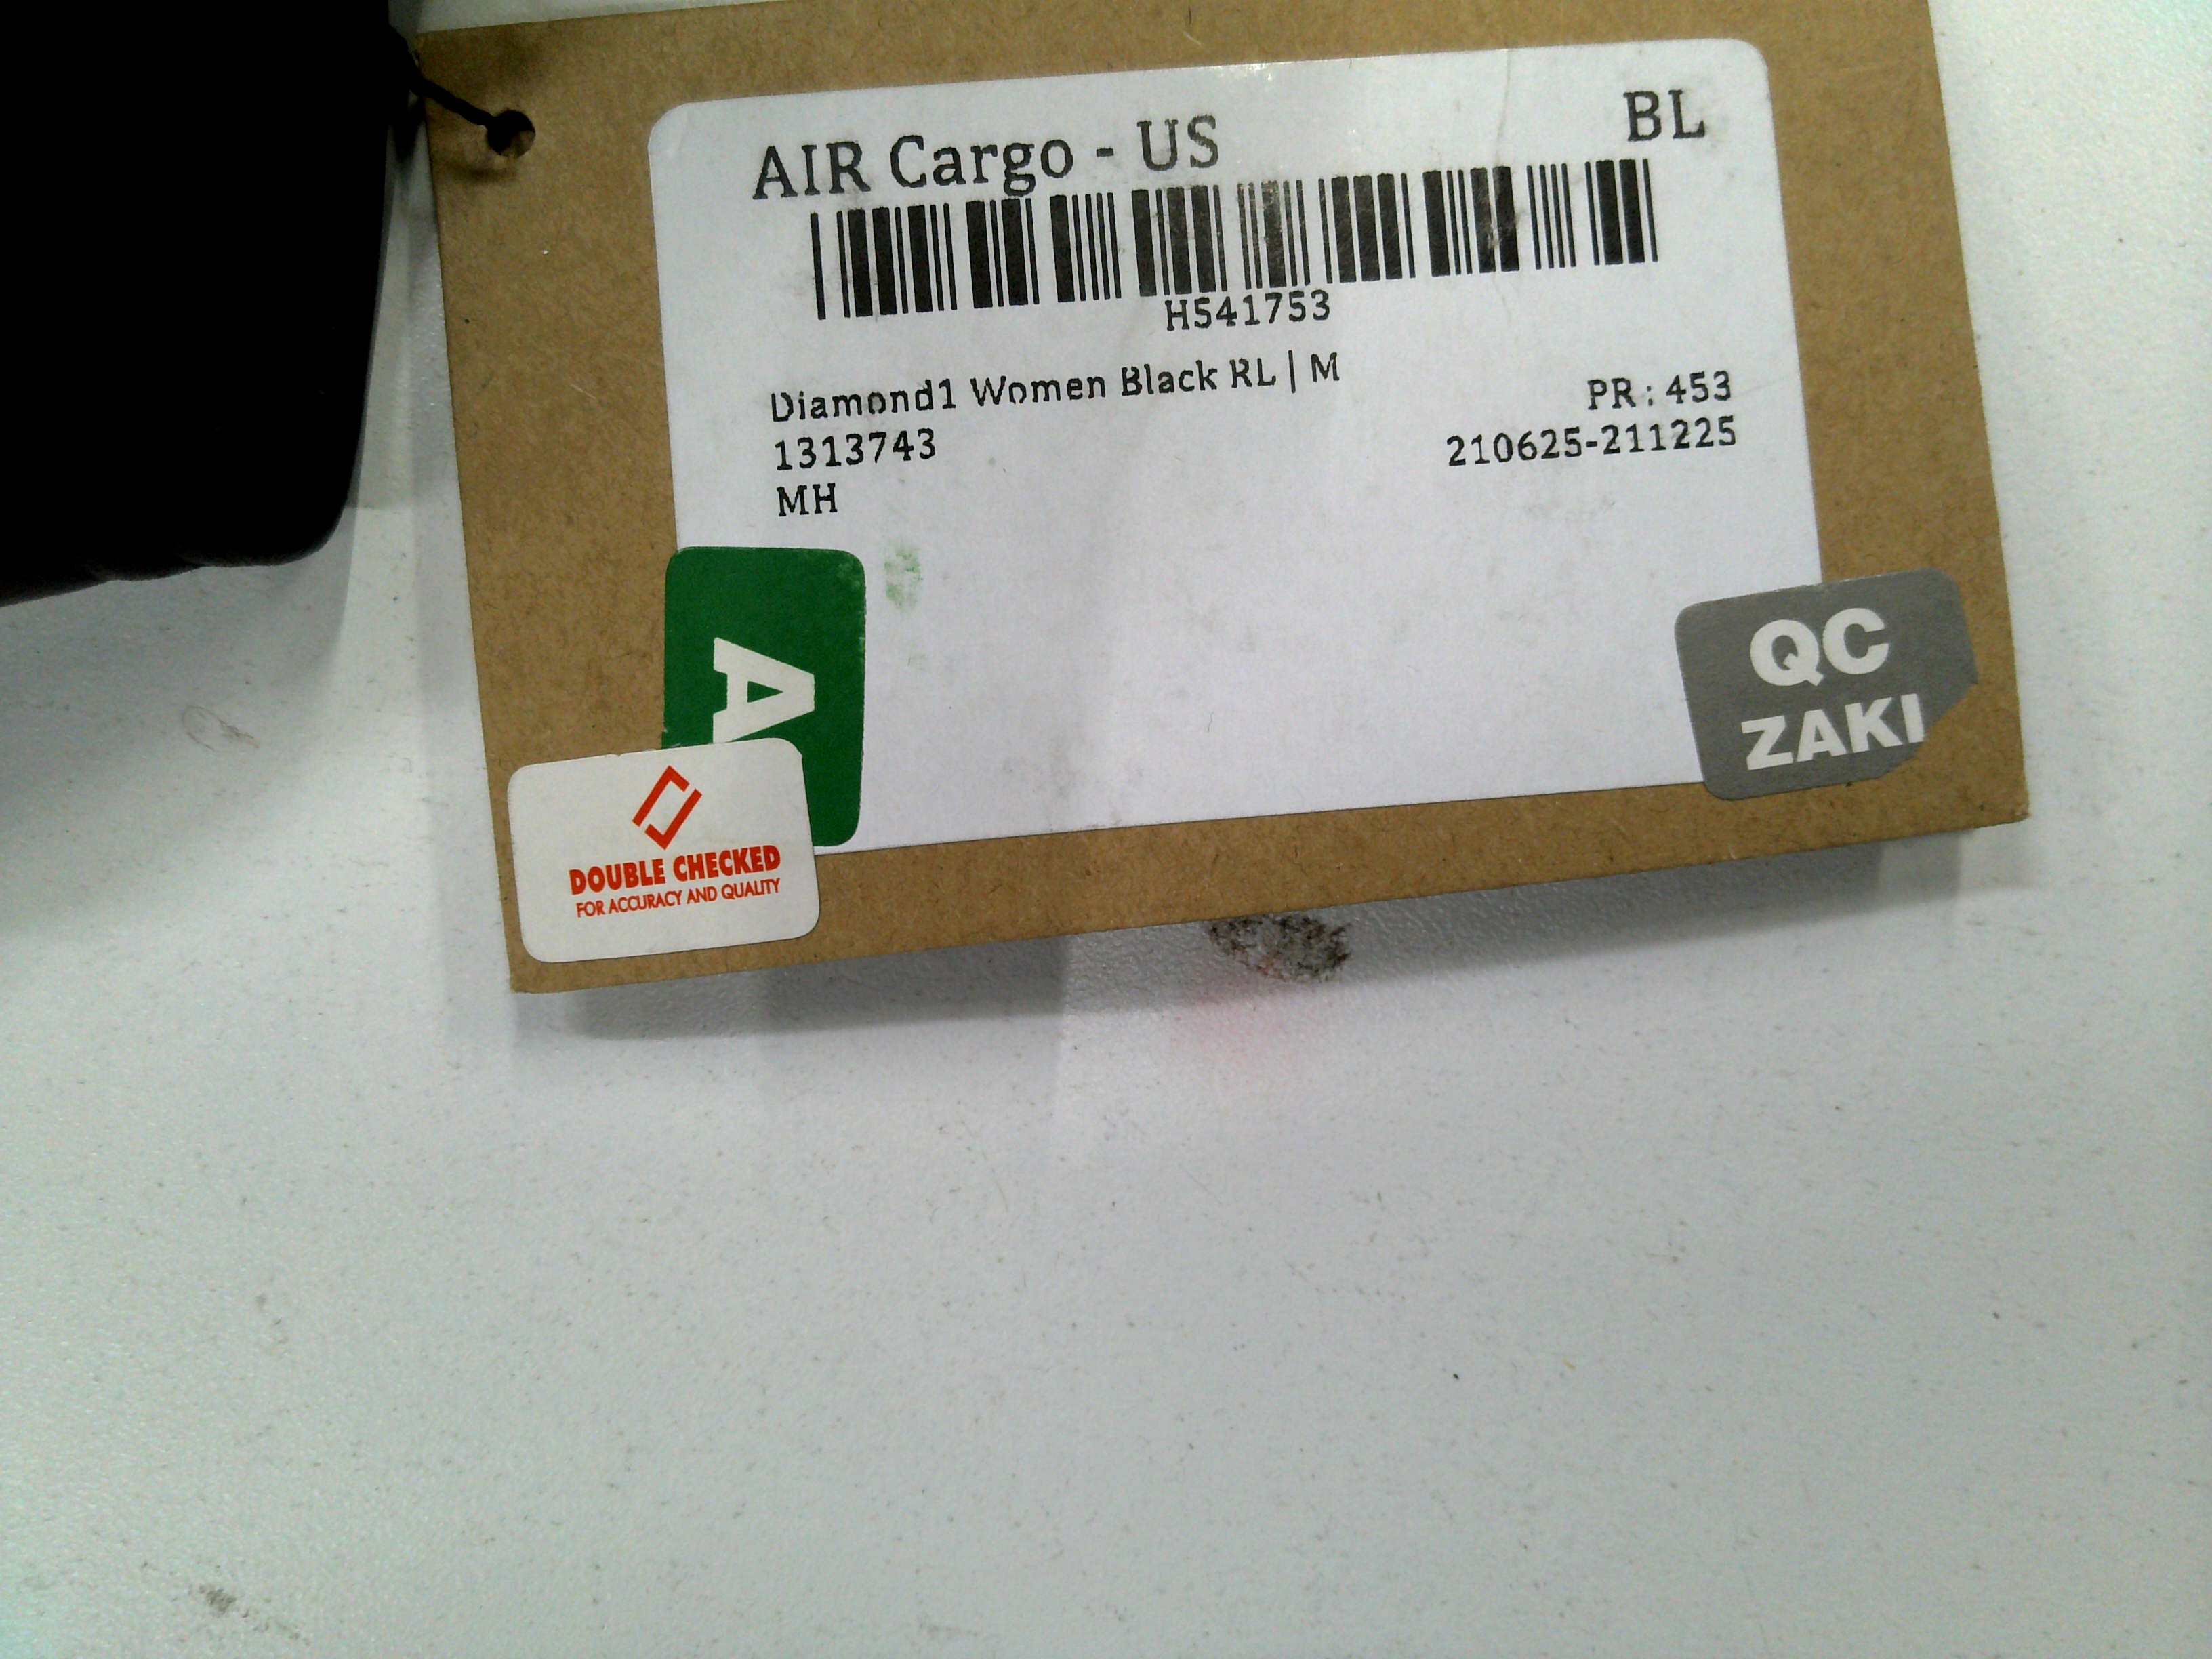 AIR Cargo - US
BL
H541753
Diamond1 Women Black RL | M
PR : 453
1313743
210625-211225
MH
A
QC
ZAKI
DOUBLE CHECKED
FOR ACCURACY AND QUALITY